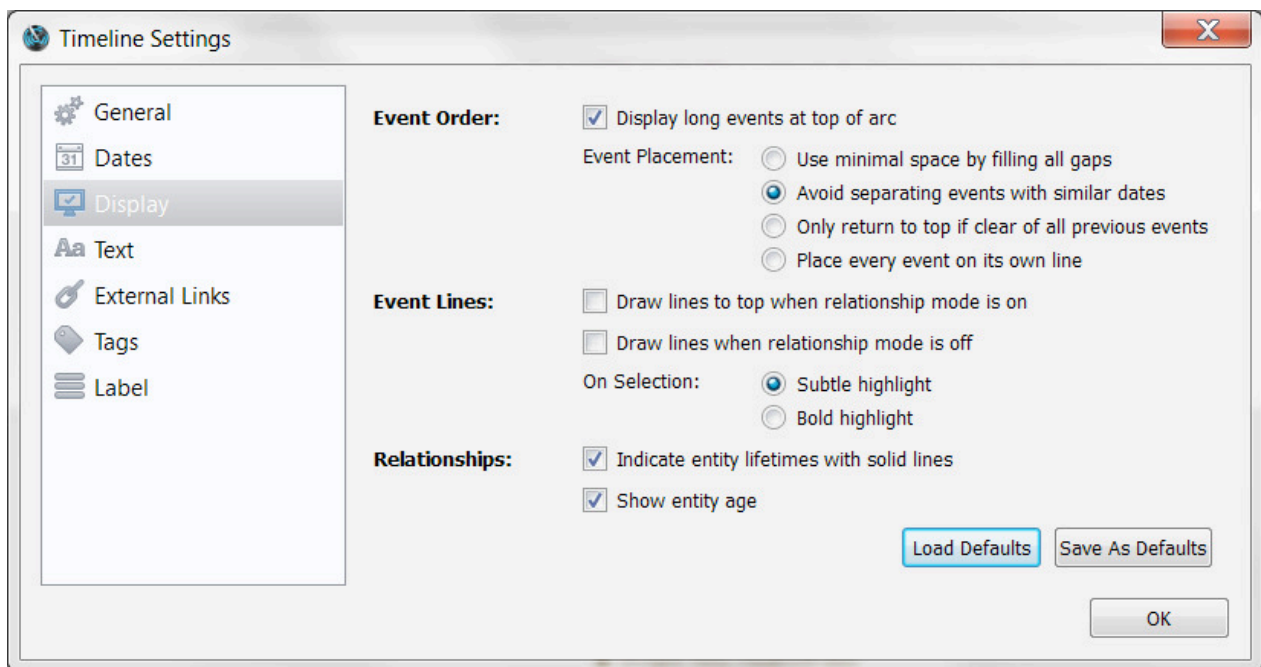 Timeline Settings
General
Dates
31
Display
Aa Text
External Links
Tags
Label
Event Order:
Display long events at top of arc
Event Placement:
Use minimal space by filling all gaps
Avoid separating events with similar dates
Only return to top if clear of all previous events
Place every event on its own line
Event Lines:
Draw lines to top when relationship mode is on
Draw lines when relationship mode is off
On Selection:
Subtle highlight
Bold highlight
Relationships:
Indicate entity lifetimes with solid lines
Show entity age
Load Defaults
Save As Defaults
OK